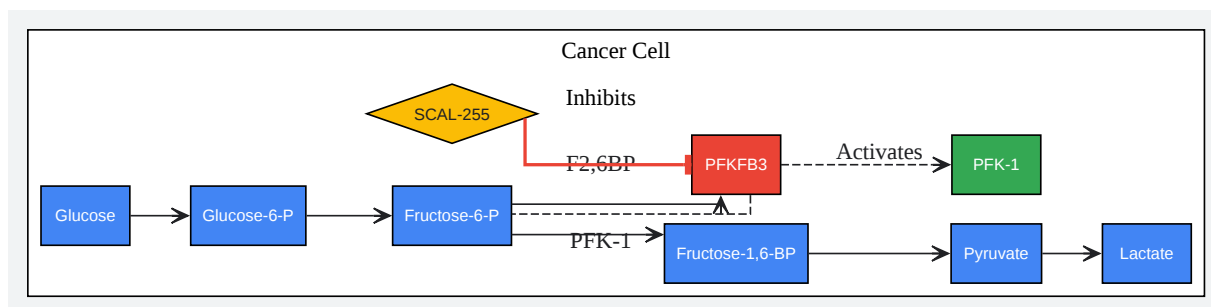 Cancer Cell
Inhibits
SCAL-255
F2,6BP
PFKFB3
Activates
PFK-1
Glucose
Glucose-6-P
Fructose-6-P
PFK-1
Fructose-1,6-BP
Pyruvate
Lactate